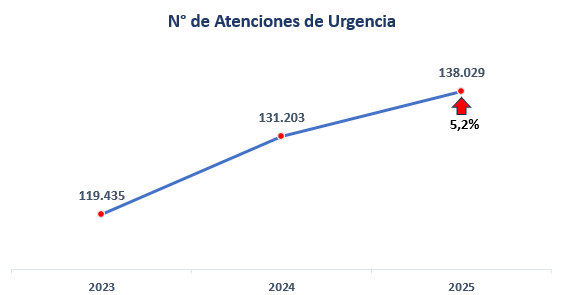 N° de Atenciones de Urgencia
138.029
5,2%
131.203
119.435
2023 2024 2025